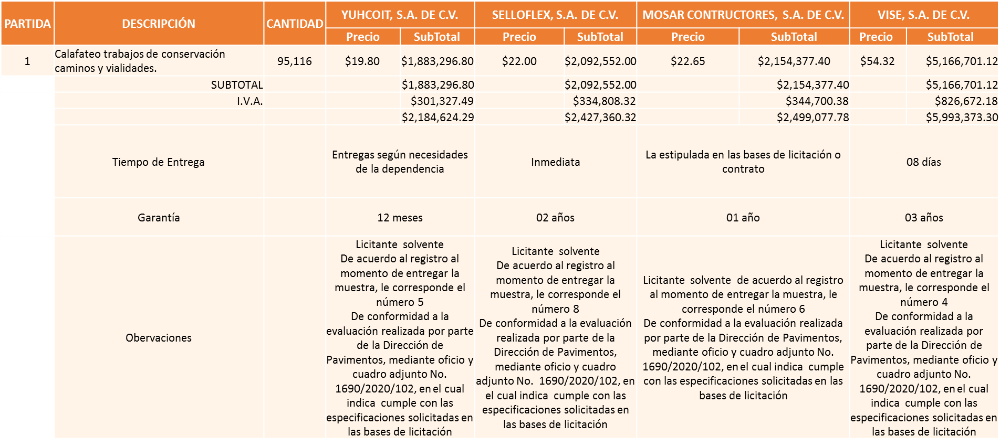 PARTIDA DESCRIPCIÓN CANTIDAD YUHCOIT, S.A. DE C.V. SELLOFLEX, S.A. DE C.V. MOSAR CONTRUCTORES, S.A. DE C.V. VISE, S.A. DE C.V.
Precio SubTotal Precio SubTotal Precio SubTotal Precio SubTotal
1 Calafateo trabajos de conservación
caminos y vialidades.
95,116 $19.80 $1,883,296.80 $22.00 $2,092,552.00 $22.65 $2,154,377.40 $54.32 $5,166,701.12
SUBTOTAL $1,883,296.80 $2,092,552.00 $2,154,377.40 $5,166,701.12
I.V.A. $301,327.49 $334,808.32 $344,700.38 $826,672.18
$2,184,624.29 $2,427,360.32 $2,499,077.78 $5,993,373.30
Tiempo de Entrega
Entregas según necesidades
de la dependencia
Inmediata
La estipulada en las bases de licitación o
contrato
08 días
Garantía 12 meses 02 años 01 año 03 años
Obervaciones
Licitante solvente
De acuerdo al registro al
momento de entregar la
muestra, le corresponde el
número 5
De conformidad a la
evaluación realizada por parte
de la Dirección de
Pavimentos, mediante oficio y
cuadro adjunto No.
1690/2020/102, en el cual
indica cumple con las
especificaciones solicitadas en
las bases de licitación
Licitante solvente
De acuerdo al registro al
momento de entregar la
muestra, le corresponde el
número 8
De conformidad a la evaluación
realizada por parte de la
Dirección de Pavimentos,
mediante oficio y cuadro
adjunto No. 1690/2020/102, en
el cual indica cumple con las
especificaciones solicitadas en
las bases de licitación
Licitante solvente de acuerdo al registro
al momento de entregar la muestra, le
corresponde el número 6
De conformidad a la evaluación realizada
por parte de la Dirección de Pavimentos,
mediante oficio y cuadro adjunto No.
1690/2020/102, en el cual indica cumple
con las especificaciones solicitadas en las
bases de licitación
Licitante solvente
De acuerdo al registro al
momento de entregar la
muestra, le corresponde el
número 4
De conformidad a la
evaluación realizada por
parte de la Dirección de
Pavimentos, mediante oficio y
cuadro adjunto No.
1690/2020/102, en el cual
indica cumple con las
especificaciones solicitadas en
las bases de licitación